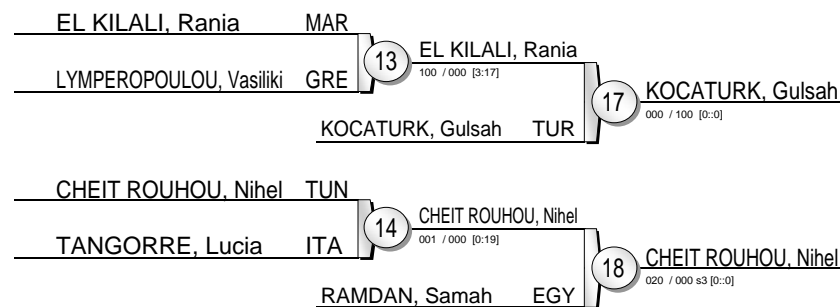 EL KILALI, Rania MAR
13
EL KILALI, Rania
100 / 000 [3:17]
LYMPEROPOULOU, Vasiliki GRE
17
KOCATURK, Gulsah
000 / 100 [0::0]
KOCATURK, Gulsah TUR
CHEIT ROUHOU, Nihel TUN
14
CHEIT ROUHOU, Nihel
001 / 000 [0:19]
TANGORRE, Lucia ITA
18
CHEIT ROUHOU, Nihel
020 / 000 s3 [0::0]
RAMDAN, Samah EGY